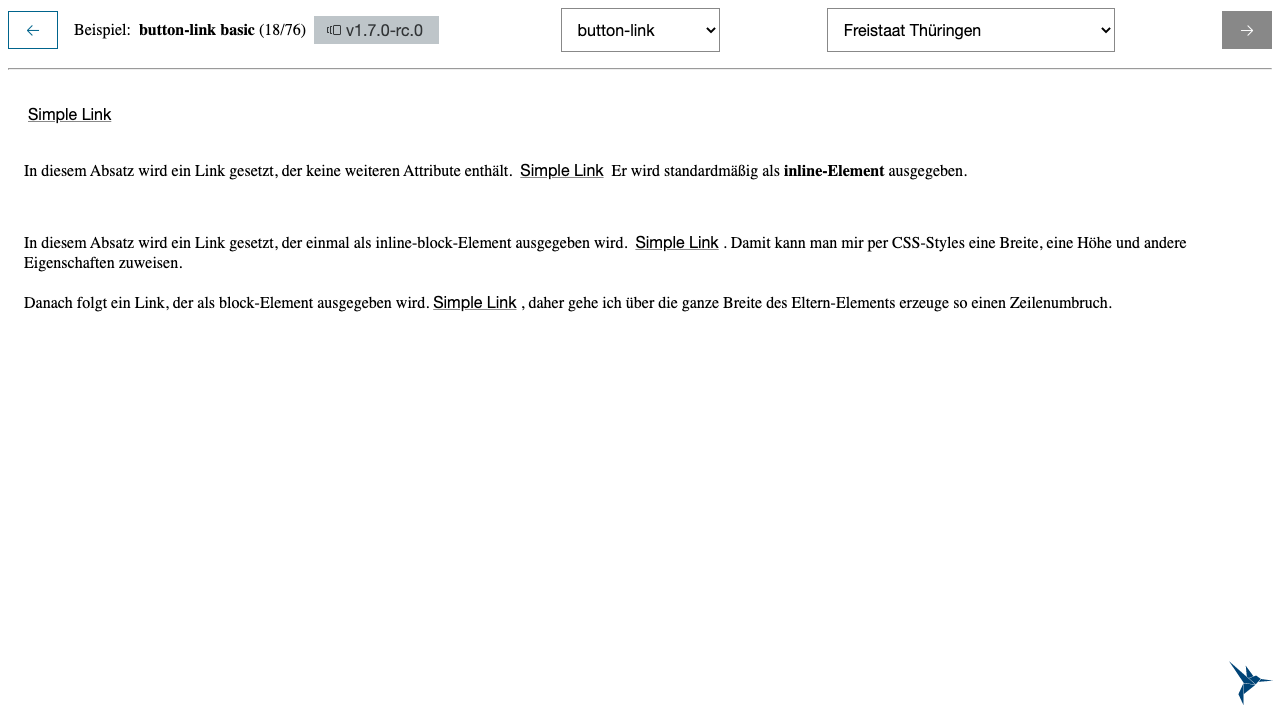 ← Beispiel: button-link basic (18/76) v1.7.0-rc.0 button-link Freistaat Thüringen →
Simple Link
In diesem Absatz wird ein Link gesetzt, der keine weiteren Attribute enthält. Simple Link Er wird standardmäßig als inline-Element ausgegeben.
In diesem Absatz wird ein Link gesetzt, der einmal als inline-block-Element ausgegeben wird. Simple Link . Damit kann man mir per CSS-Styles eine Breite, eine Höhe und andere
Eigenschaften zuweisen.
Danach folgt ein Link, der als block-Element ausgegeben wird. Simple Link , daher gehe ich über die ganze Breite des Eltern-Elements erzeuge so einen Zeilenumbruch.